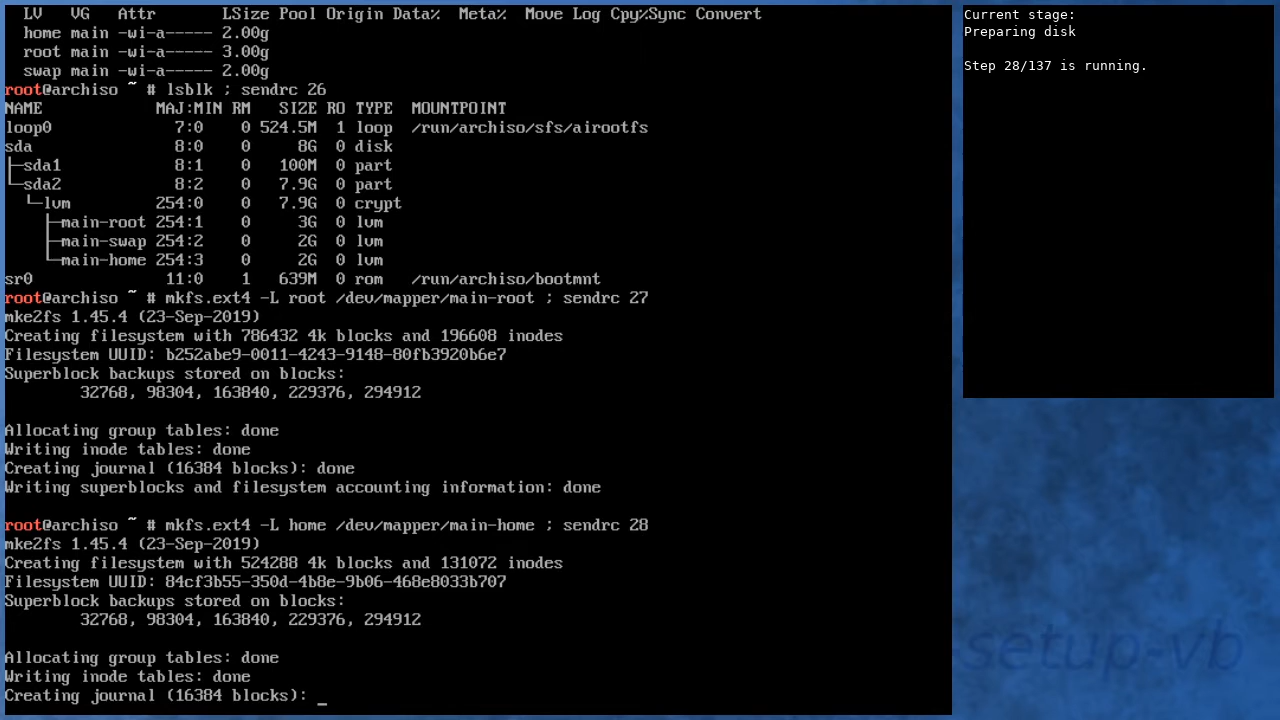 LV   VG   Attr       LSize Pool Origin Data%  Meta%  Move Log Cpy%Sync Convert
  home main -wi-a----- 2.00g
  root main -wi-a----- 3.00g
  swap main -wi-a----- 2.00g
root@archiso ~ # lsblk ; sendrc 26
NAME            MAJ:MIN RM   SIZE RO TYPE  MOUNTPOINT
loop0             7:0    0 524.5M  1 loop  /run/archiso/sfs/airootfs
sda               8:0    0     8G  0 disk
├─sda1            8:1    0   100M  0 part
└─sda2            8:2    0   7.9G  0 part
  └─lvm         254:0    0   7.9G  0 crypt
    ├─main-root 254:1    0     3G  0 lvm
    ├─main-swap 254:2    0     2G  0 lvm
    └─main-home 254:3    0     2G  0 lvm
sr0              11:0    1   639M  0 rom   /run/archiso/bootmnt
root@archiso ~ # mkfs.ext4 -L root /dev/mapper/main-root ; sendrc 27
mke2fs 1.45.4 (23-Sep-2019)
Creating filesystem with 786432 4k blocks and 196608 inodes
Filesystem UUID: b252abe9-0011-4243-9148-80fb3920b6e7
Superblock backups stored on blocks:
        32768, 98304, 163840, 229376, 294912

Allocating group tables: done
Writing inode tables: done
Creating journal (16384 blocks): done
Writing superblocks and filesystem accounting information: done

root@archiso ~ # mkfs.ext4 -L home /dev/mapper/main-home ; sendrc 28
mke2fs 1.45.4 (23-Sep-2019)
Creating filesystem with 524288 4k blocks and 131072 inodes
Filesystem UUID: 84cf3b55-350d-4b8e-9b06-468e8033b707
Superblock backups stored on blocks:
        32768, 98304, 163840, 229376, 294912

Allocating group tables: done
Writing inode tables: done
Creating journal (16384 blocks): _
Current stage:
Preparing disk

Step 28/137 is running.
setup-vb